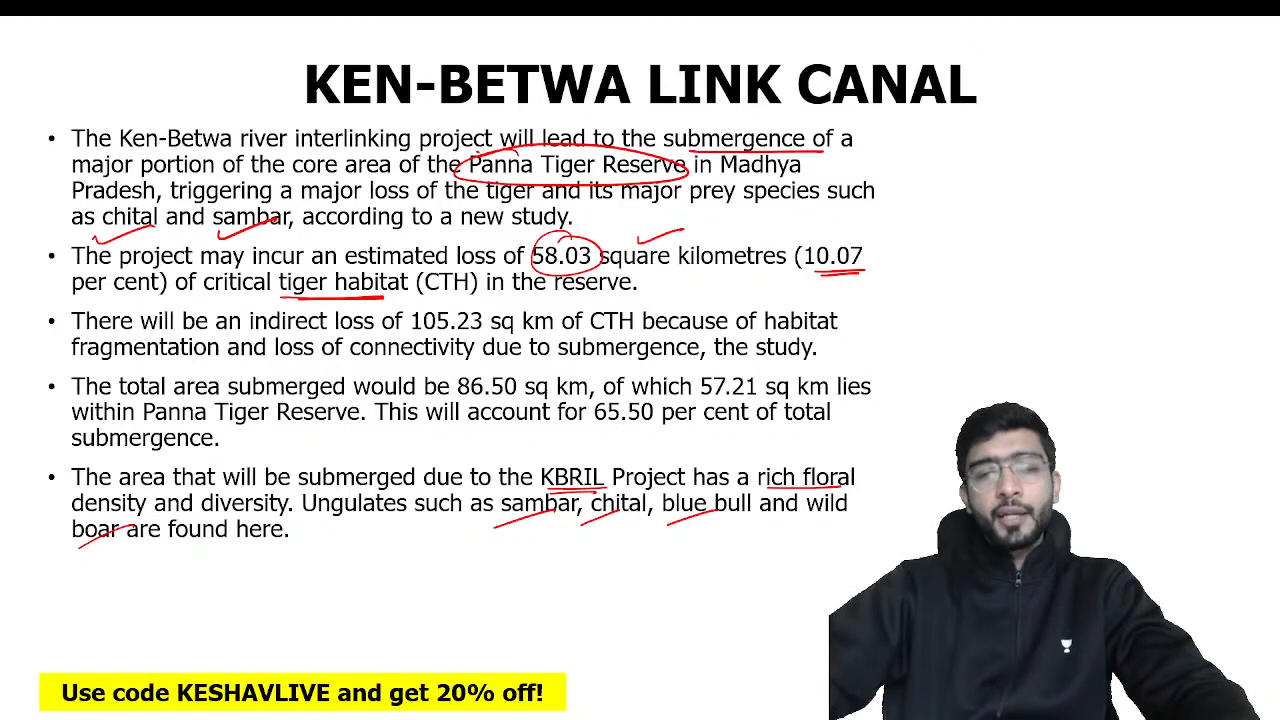 KEN-BETWA LINK CANAL
• The Ken-Betwa river interlinking project will lead to the submergence of a
major portion of the core area of the Panna Tiger Reserve in Madhya
Pradesh, triggering a major loss of the tiger and its major prey species such
as chital and sambar, according to a new study.
• The project may incur an estimated loss of 58.03 square kilometres (10.07
per cent) of critical tiger habitat (CTH) in the reserve.
• There will be an indirect loss of 105.23 sq km of CTH because of habitat
fragmentation and loss of connectivity due to submergence, the study.
• The total area submerged would be 86.50 sq km, of which 57.21 sq km lies
within Panna Tiger Reserve. This will account for 65.50 per cent of total
submergence.
• The area that will be submerged due to the KBRIL Project has a rich floral
density and diversity. Ungulates such as sambar, chital, blue bull and wild
boar are found here.
Use code KESHAVLIVE and get 20% off!